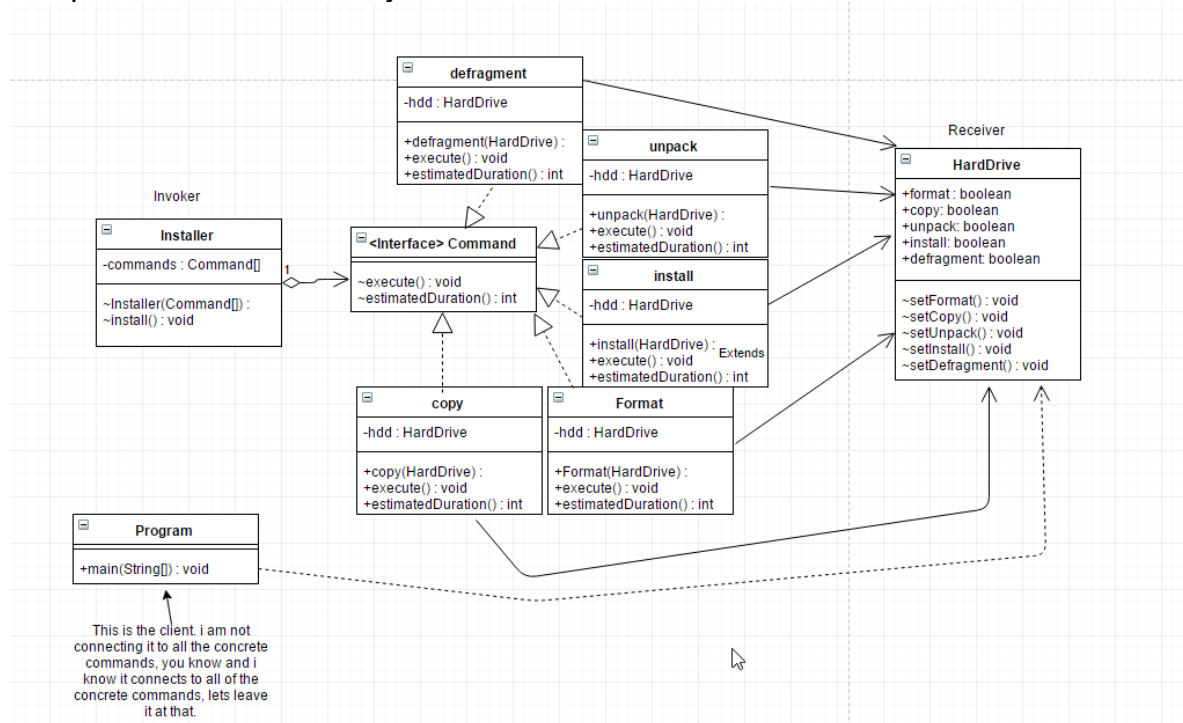 defragment
-hdd : HardDrive
+defragment(HardDrive) :
+execute() : void
+estimatedDuration() : int
unpack
-hdd : HardDrive
+unpack(HardDrive) :
+execute() : void
+estimatedDuration() : int
Receiver
HardDrive
+format : boolean
+copy: boolean
+unpack: boolean
+install: boolean
+defragment: boolean
~setFormat() : void
~setCopy() : void
~setUnpack() : void
~setInstall() : void
~setDefragment() : void
Invoker
Installer
-commands : Command[]
~Installer(Command[]) :
~install() : void
1
<Interface> Command
~execute() : void
~estimatedDuration() : int
install
-hdd : HardDrive
+install(HardDrive) :
Extends
+execute() : void
+estimatedDuration() : int
copy
-hdd : HardDrive
+copy(HardDrive) :
+execute() : void
+estimatedDuration() : int
Format
-hdd : HardDrive
+Format(HardDrive) :
+execute() : void
+estimatedDuration() : int
Program
+main(String[]) : void
This is the client. i am not
connecting it to all the concrete
commands, you know and i
know it connects to all of the
concrete commands, lets leave
it at that.